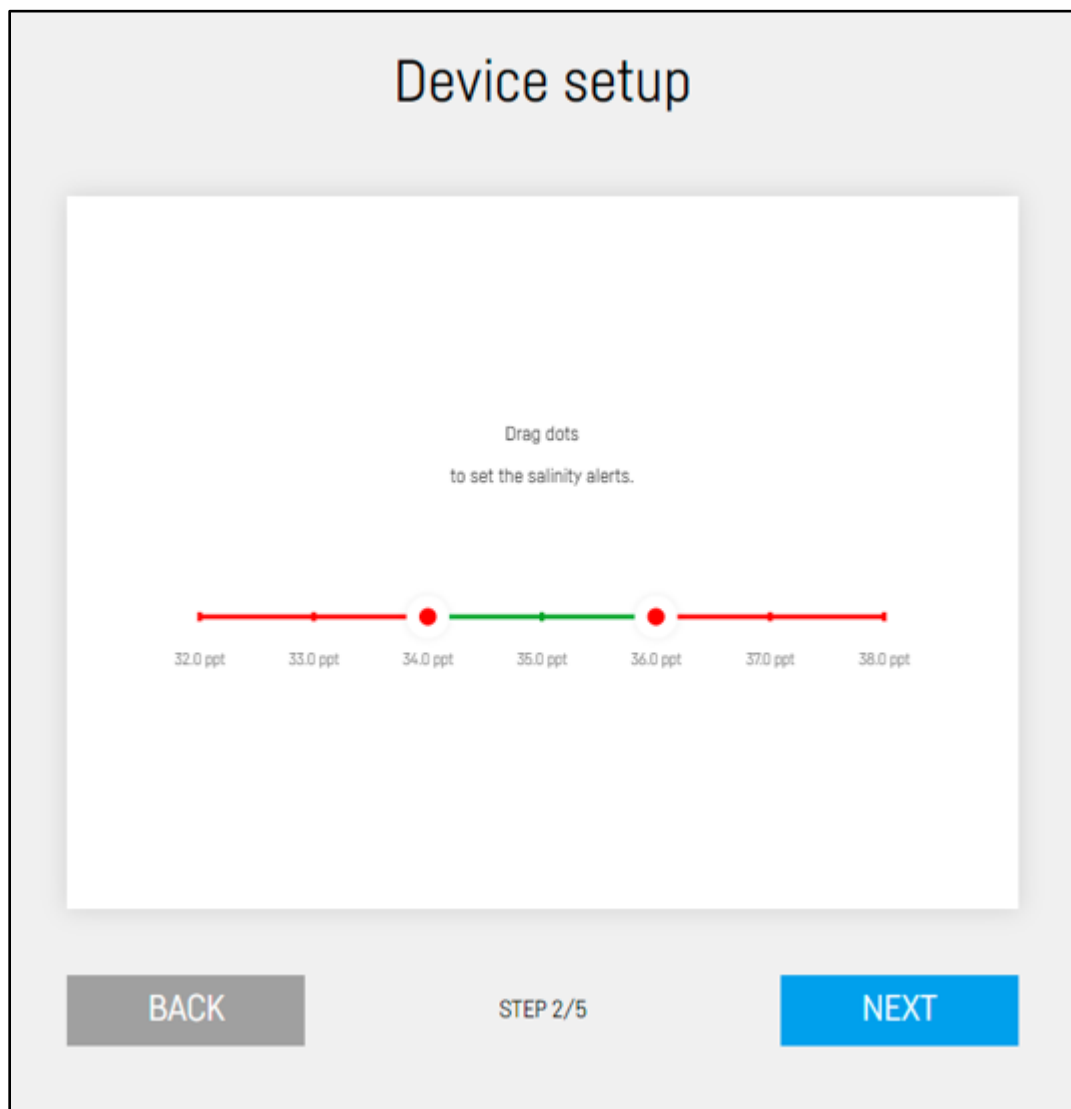 Device setup
Drag dots
to set the salinity alerts.
32.0 ppt 33.0 ppt 34.0 ppt 35.0 ppt 36.0 ppt 37.0 ppt 38.0 ppt
BACK STEP 2/5 NEXT